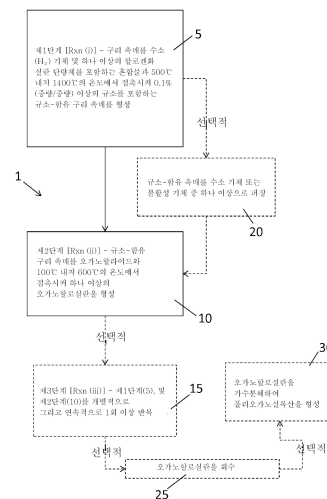 5
제1단계 [Rxn (i)] - 구리 촉매를 수소
(H₂) 기체 및 하나 이상의 할로겐화
실란 단량체를 포함하는 혼합물과 500℃
내지 1400℃의 온도에서 접촉시켜 0.1%
(중량/중량) 이상의 규소를 포함하는
규소-함유 구리 촉매를 형성
선택적
1
규소-함유 촉매를 수소 기체 또는
불활성 기체 중 하나 이상으로 퍼징
20
제2단계 [Rxn (ii)] - 규소-함유
구리 촉매를 오가노할라이드와
100℃ 내지 600℃의 온도에서
접촉시켜 하나 이상의
오가노할로실란을 형성
10
선택적
제3단계 [Rxn (iii)] - 제1단계(5), 및
제2단계(10)를 개별적으로
그리고 연속적으로 1회 이상 반복
15
30
오가노할로실란을
가수분해하여
폴리오가노실록산을 형성
선택적
선택적
오가노할로실란을 회수
25